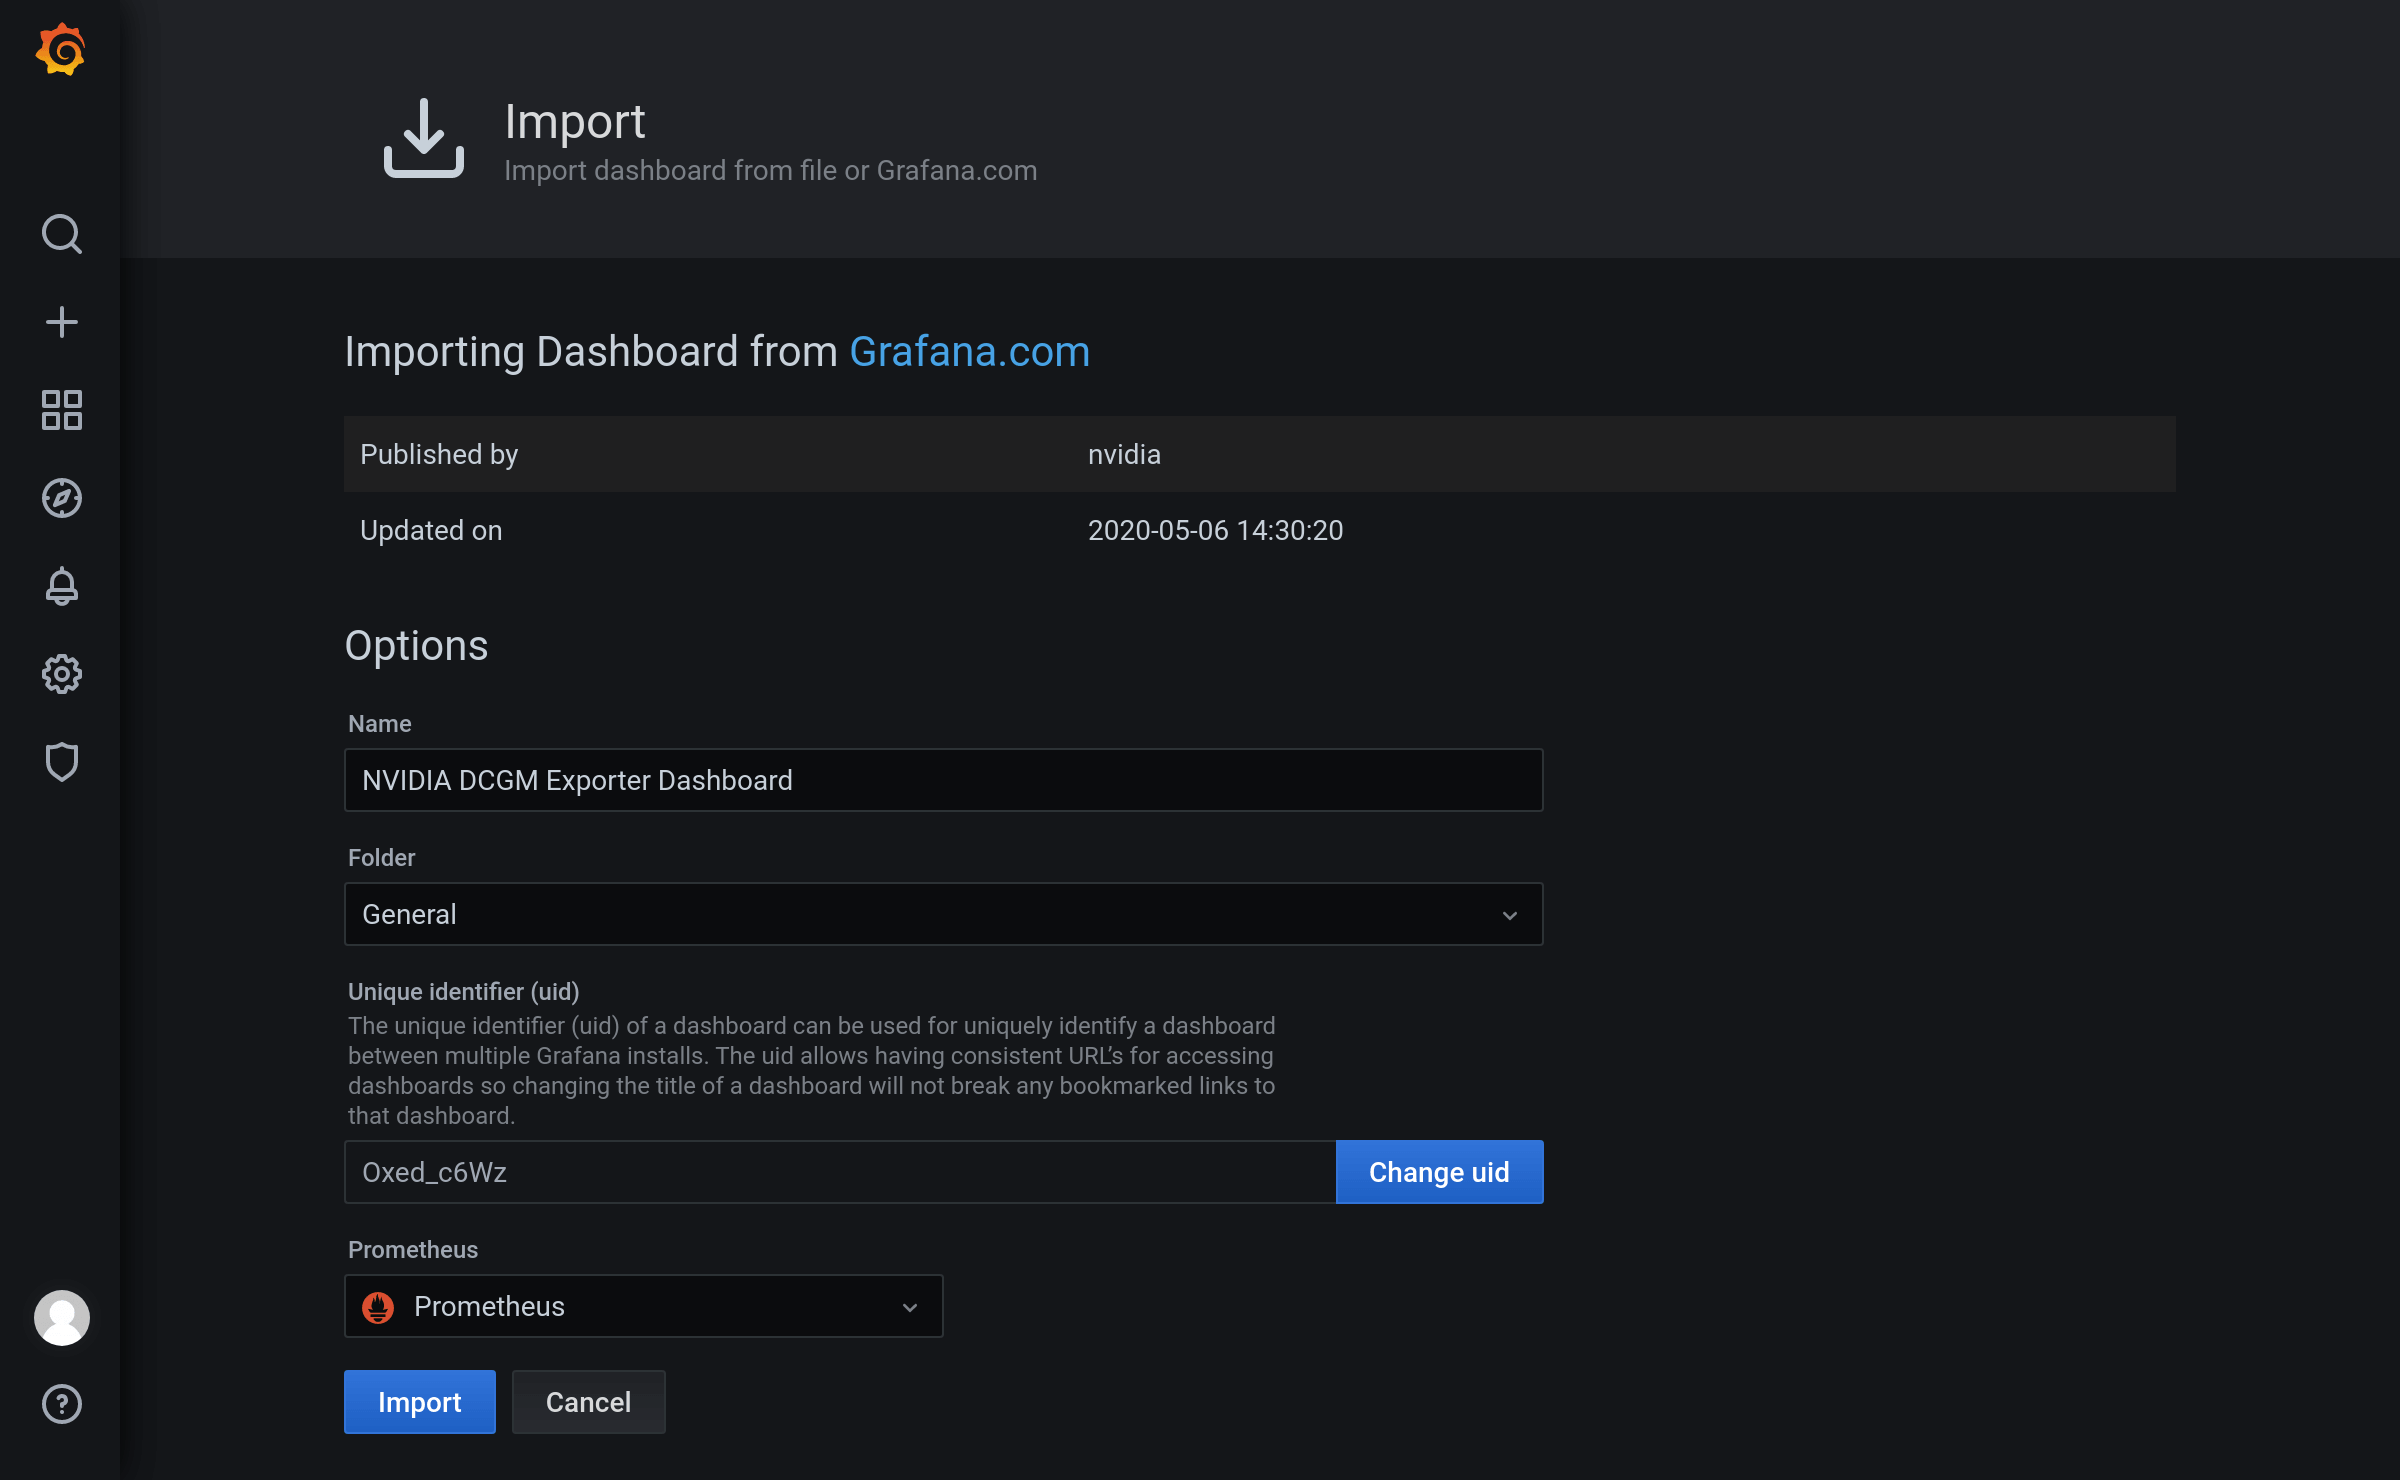 Import
Import dashboard from file or Grafana.com
Importing Dashboard from Grafana.com
Published by nvidia
Updated on 2020-05-06 14:30:20
Options
Name
NVIDIA DCGM Exporter Dashboard
Folder
General
Unique identifier (uid)
The unique identifier (uid) of a dashboard can be used for uniquely identify a dashboard
between multiple Grafana installs. The uid allows having consistent URL's for accessing
dashboards so changing the title of a dashboard will not break any bookmarked links to
that dashboard.
Oxed_c6Wz Change uid
Prometheus
Prometheus
Import Cancel